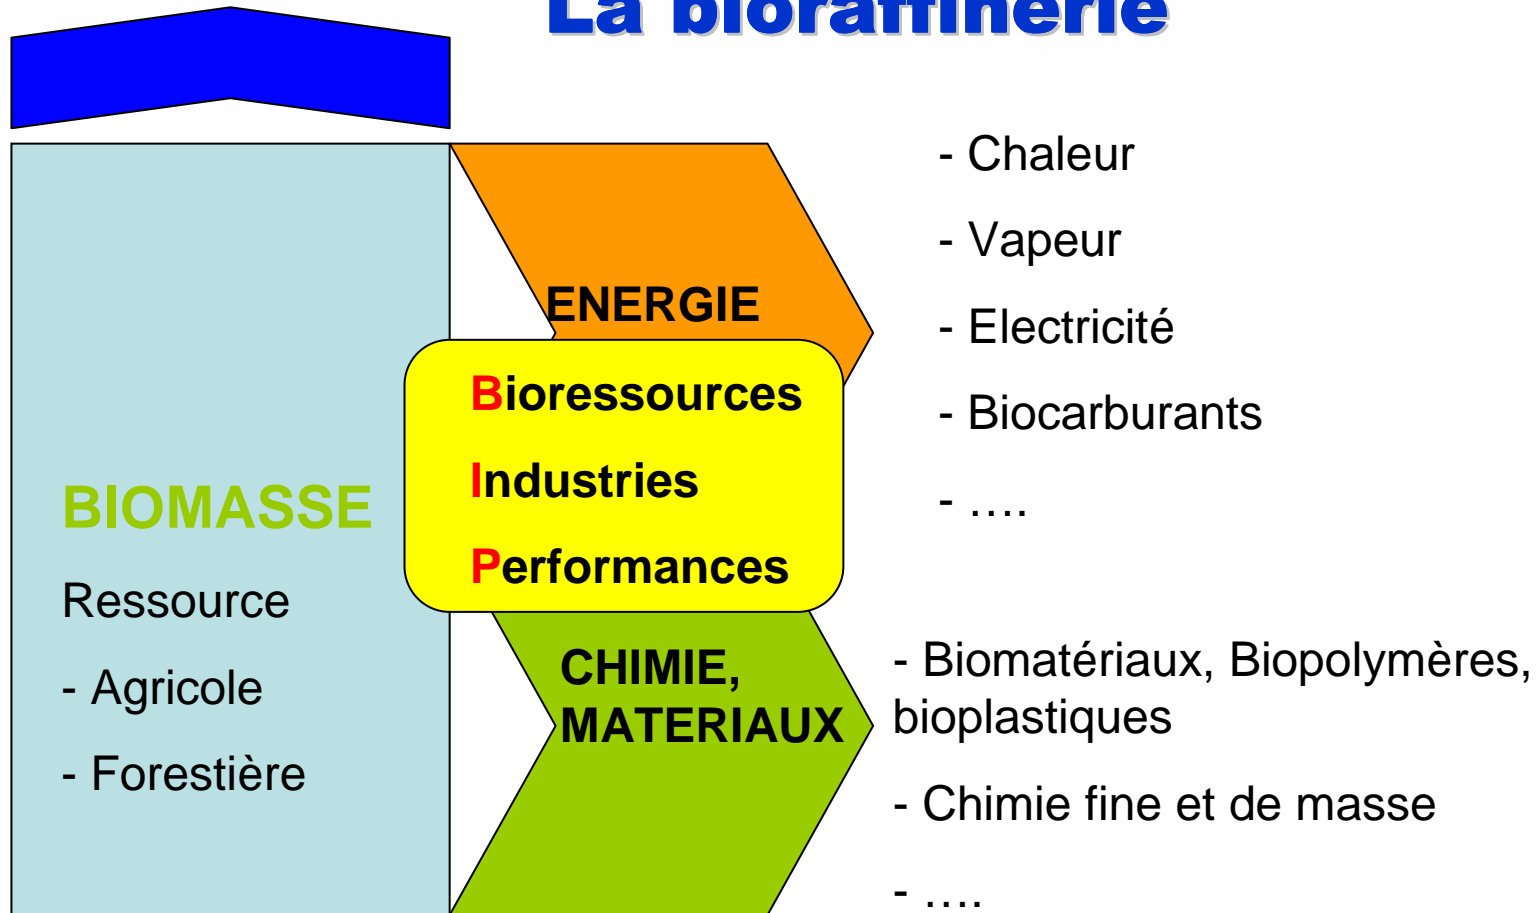 La bioraffinerie
BIOMASSE
Ressource
- Agricole
- Forestière
ENERGIE
Bioressources
Industries
Performances
CHIMIE,
MATERIAUX
- Chaleur
- Vapeur
- Electricité
- Biocarburants
- ....
- Biomatériaux, Biopolymères,
bioplastiques
- Chimie fine et de masse
- ....